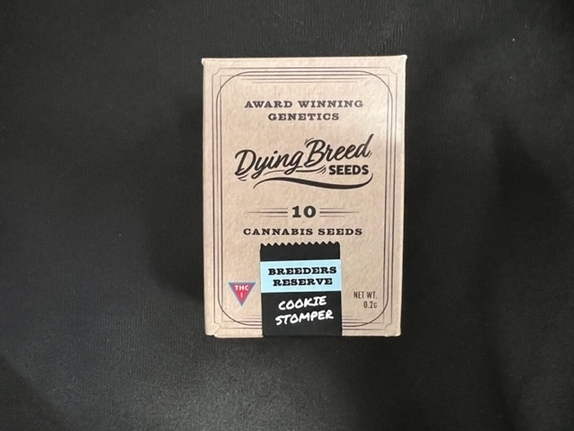 AWARD WINNING
GENETICS
Dying Breed
SEEDS
10
CANNABIS SEEDS
BREEDERS
RESERVE
THC
!
COOKIE
STOMPER
NET WT.
0.2G